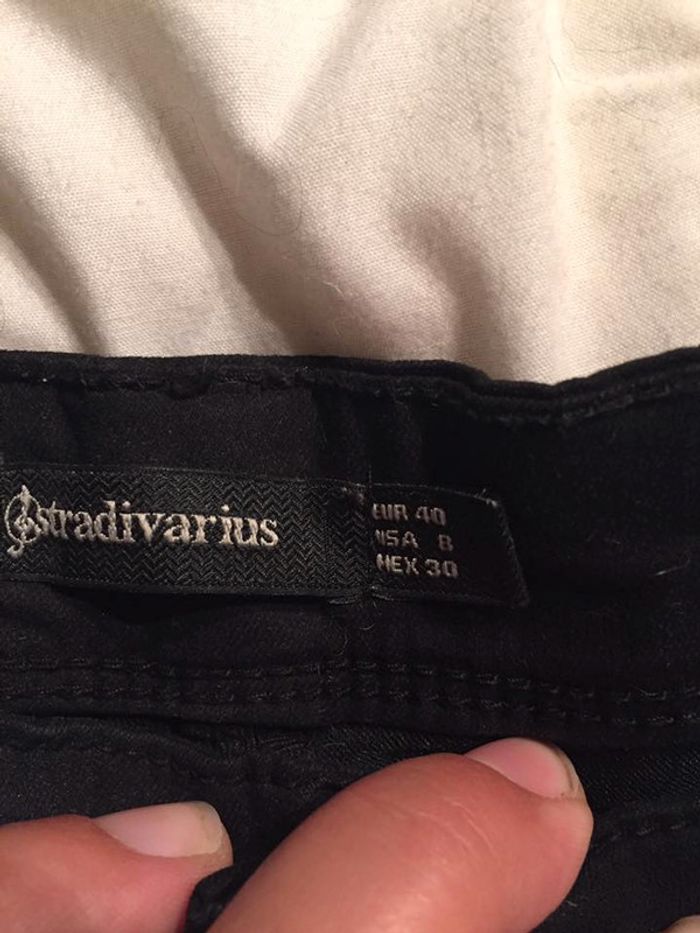 Stradivarius
EUR 40
USA 8
MEX 30